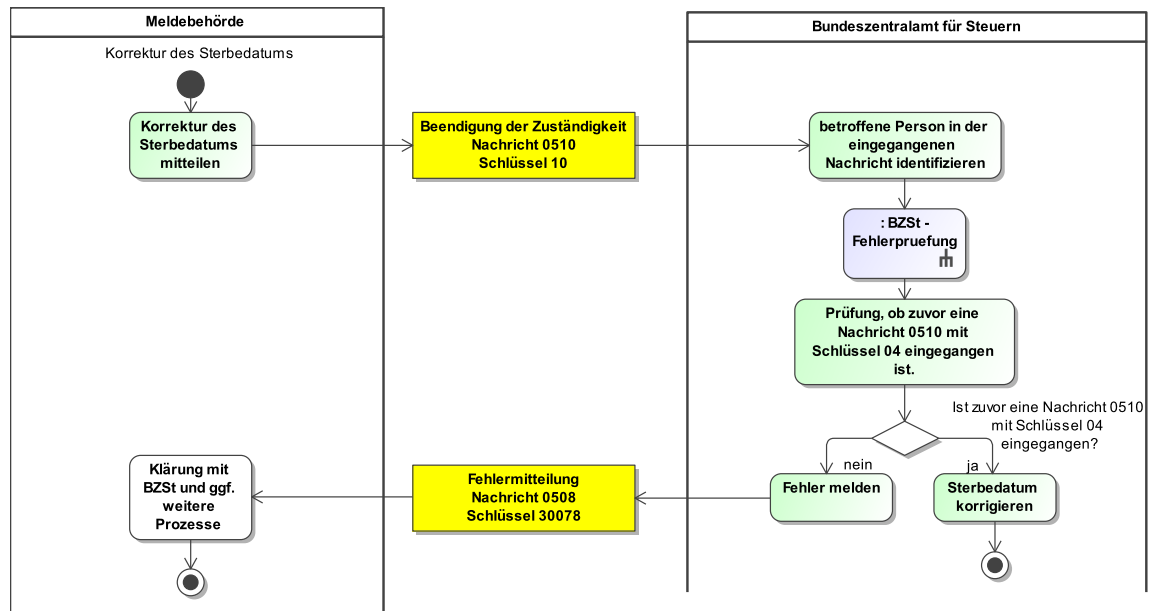 Meldebehörde
Korrektur des Sterbedatums
Korrektur des
Sterbedatums
mitteilen
Beendigung der Zuständigkeit
Nachricht 0510
Schlüssel 10
Bundeszentralamt für Steuern
betroffene Person in der
eingegangenen
Nachricht identifizieren
: BZSt -
Fehlerpruefung
Prüfung, ob zuvor eine
Nachricht 0510 mit
Schlüssel 04 eingegangen
ist.
Ist zuvor eine Nachricht 0510
mit Schlüssel 04
eingegangen?
nein
ja
Fehler melden
Sterbedatum
korrigieren
Fehlermitteilung
Nachricht 0508
Schlüssel 30078
Klärung mit
BZSt und ggf.
weitere
Prozesse